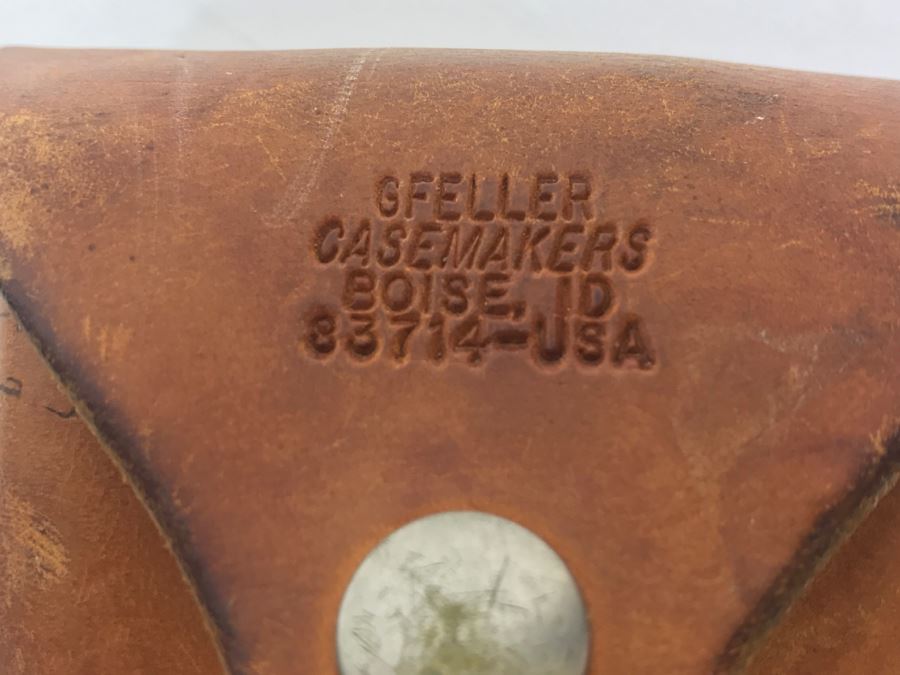 GFELLER
CASEMAKERS
BOISE, ID
83714-USA